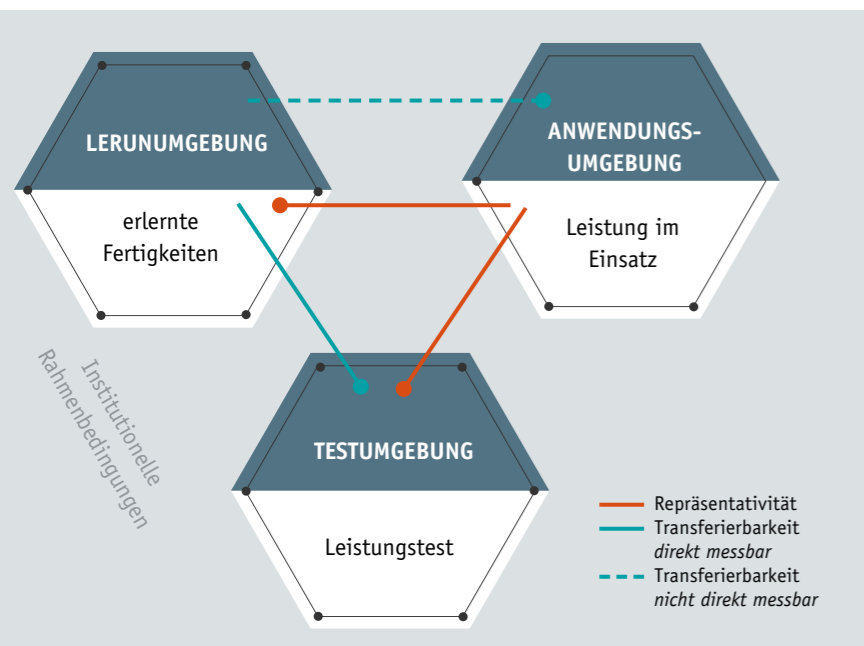 LERUNUMGEBUNG
erlernte
Fertigkeiten
ANWENDUNGS-
UMGEBUNG
Leistung im
Einsatz
Institutionelle
Rahmenbedingungen
TESTUMGEBUNG
Leistungstest
Repräsentativität
Transferierbarkeit
direkt messbar
Transferierbarkeit
nicht direkt messbar